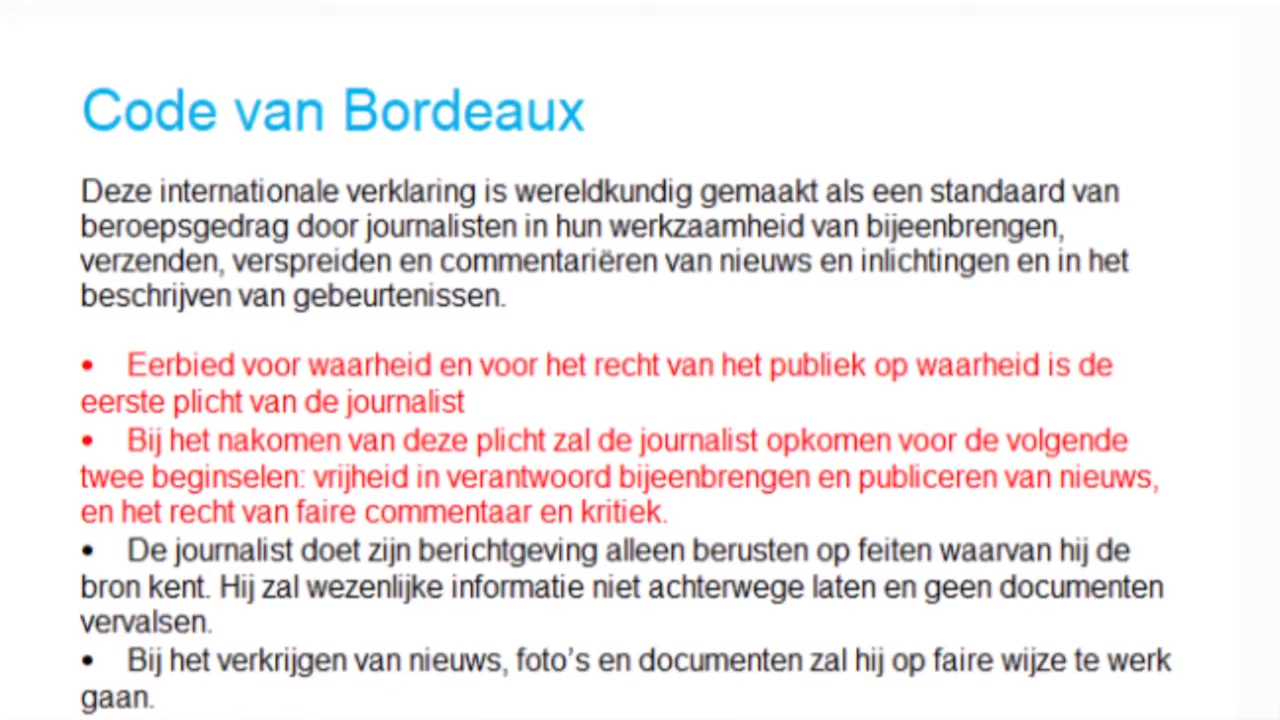 Code van Bordeaux
Deze internationale verklaring is wereldkundig gemaakt als een standaard van
beroepsgedrag door journalisten in hun werkzaamheid van bijeenbrengen,
verzenden, verspreiden en commentariëren van nieuws en inlichtingen en in het
beschrijven van gebeurtenissen.
• Eerbied voor waarheid en voor het recht van het publiek op waarheid is de
eerste plicht van de journalist
• Bij het nakomen van deze plicht zal de journalist opkomen voor de volgende
twee beginselen: vrijheid in verantwoord bijeenbrengen en publiceren van nieuws,
en het recht van faire commentaar en kritiek.
• De journalist doet zijn berichtgeving alleen berusten op feiten waarvan hij de
bron kent. Hij zal wezenlijke informatie niet achterwege laten en geen documenten
vervalsen.
• Bij het verkrijgen van nieuws, foto’s en documenten zal hij op faire wijze te werk
gaan.